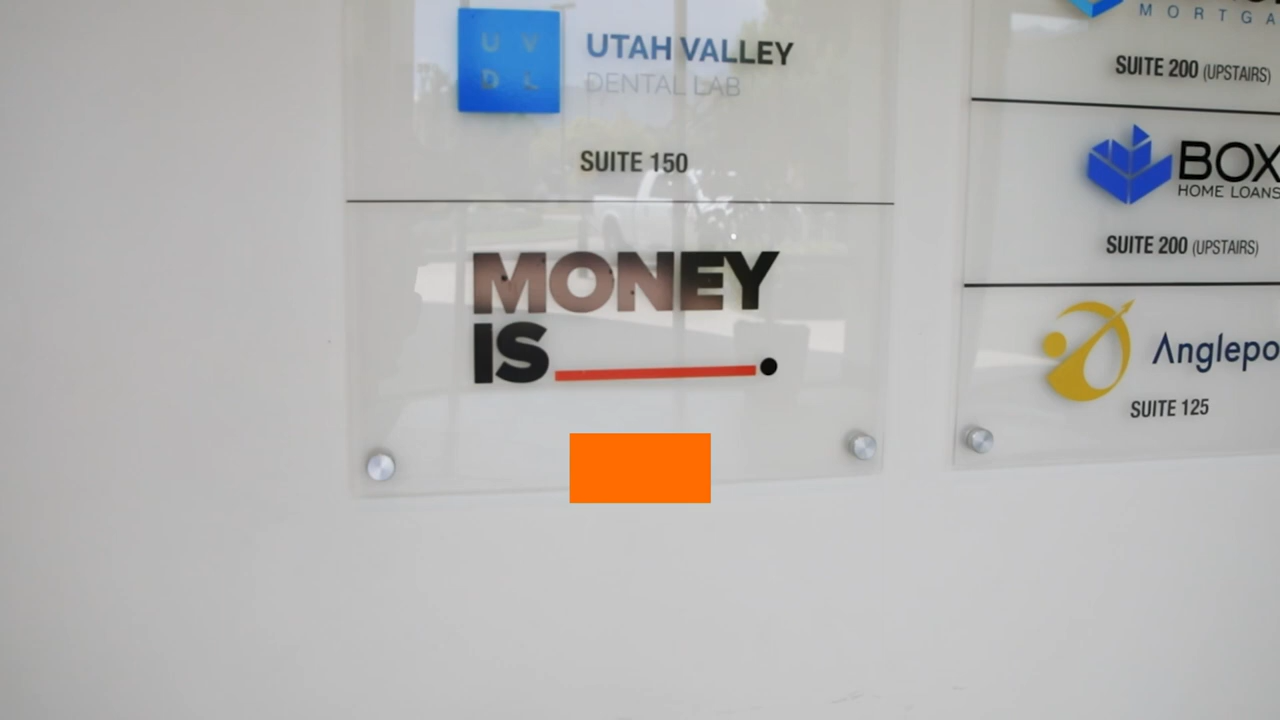 U V
D L
UTAH VALLEY
DENTAL LAB
SUITE 150
MONEY
IS
MORTGA
SUITE 200 (UPSTAIRS)
BOX
HOME LOANS
SUITE 200 (UPSTAIRS)
Anglepo
SUITE 125